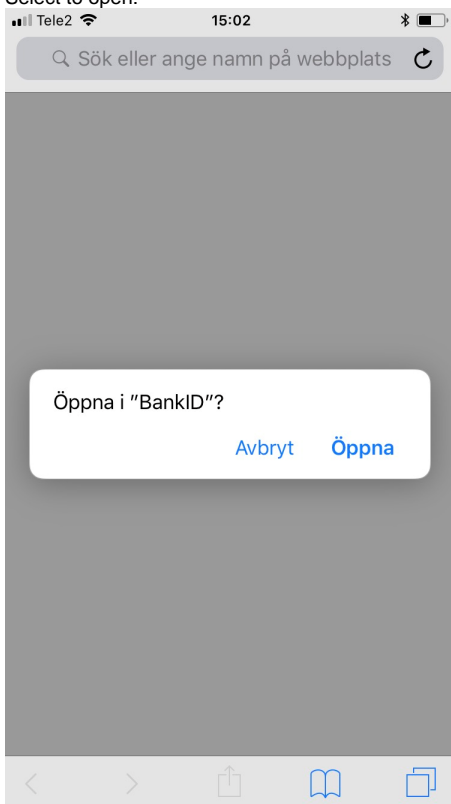 Select to open.
Tele2 15:02
Sök eller ange namn på webbplats
Öppna i "BankID"?
Avbryt Öppna